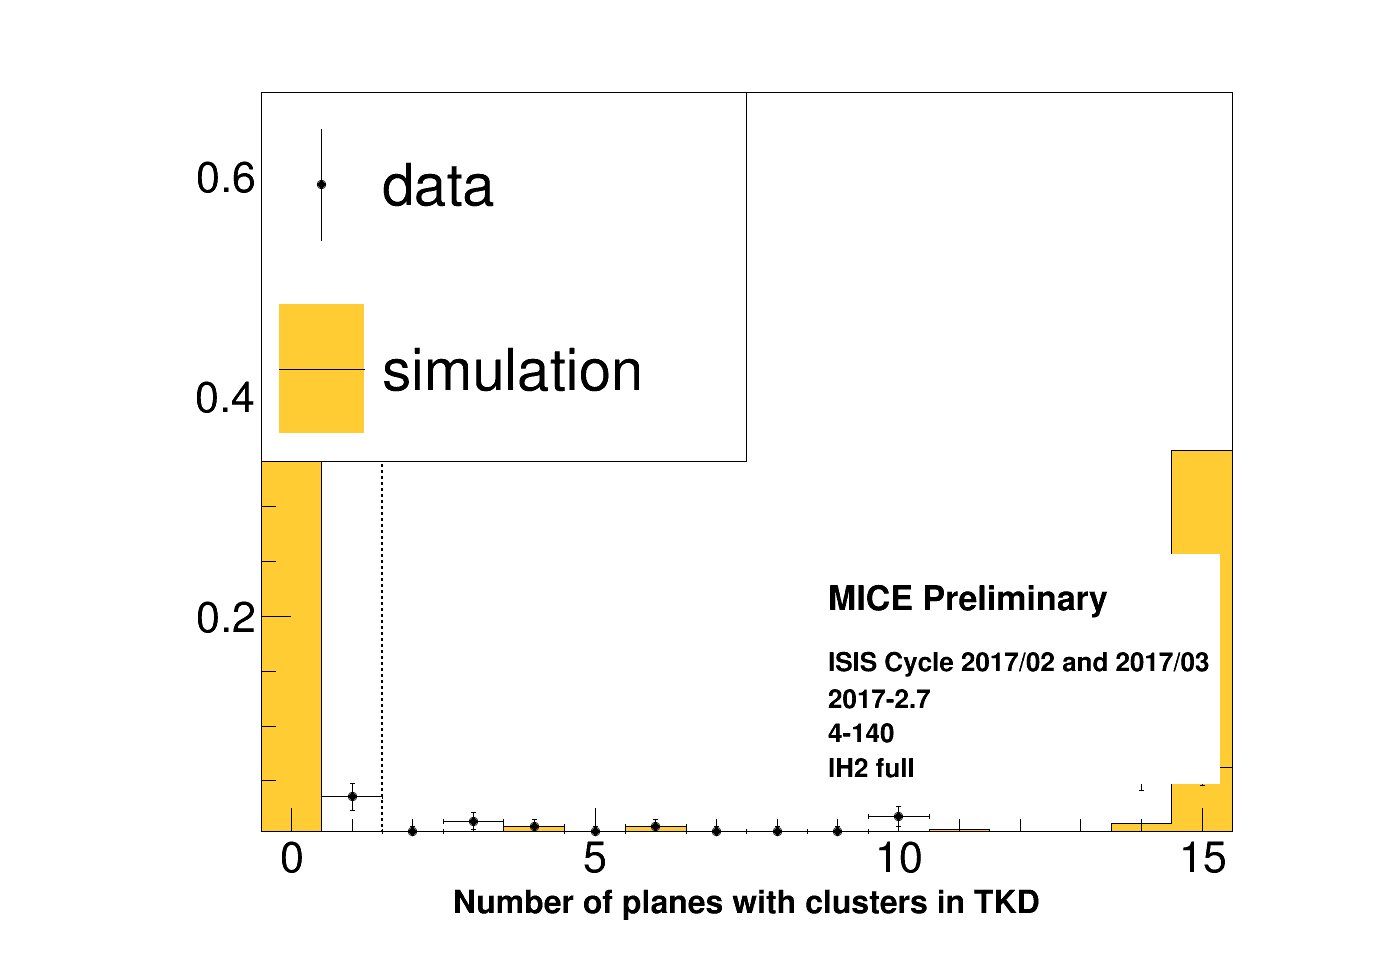 0.6
data
0.4
simulation
0.2
MICE Preliminary
ISIS Cycle 2017/02 and 2017/03
2017-2.7
4-140
IH2 full
0 5 10 15
Number of planes with clusters in TKD